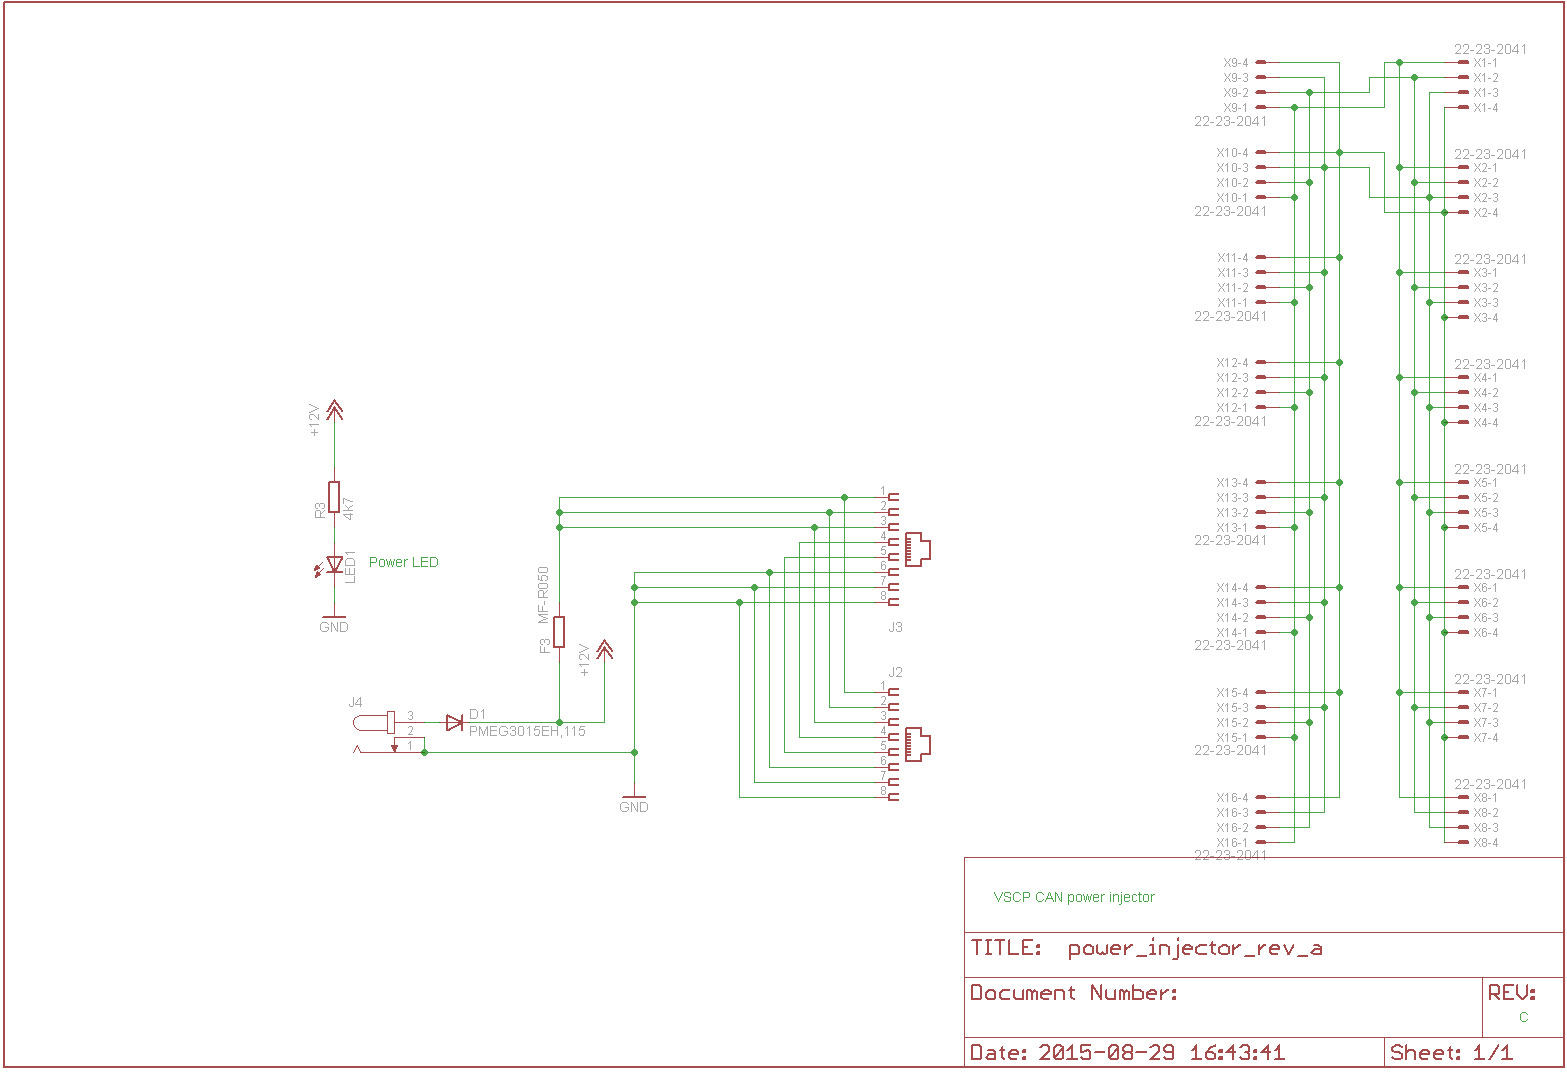 +12V
R3
4k7
LED1
Power LED
GND
J4
3
2
1
D1
PMEG3015EH,115
MF-R050
F3
+12V
GND
1
2
3
4
5
6
7
8
J3
J2
1
2
3
4
5
6
7
8
X9-4
X9-3
X9-2
X9-1
22-23-2041
X10-4
X10-3
X10-2
X10-1
22-23-2041
X11-4
X11-3
X11-2
X11-1
22-23-2041
X12-4
X12-3
X12-2
X12-1
22-23-2041
X13-4
X13-3
X13-2
X13-1
22-23-2041
X14-4
X14-3
X14-2
X14-1
22-23-2041
X15-4
X15-3
X15-2
X15-1
22-23-2041
X16-4
X16-3
X16-2
X16-1
22-23-2041
22-23-2041
X1-1
X1-2
X1-3
X1-4
22-23-2041
X2-1
X2-2
X2-3
X2-4
22-23-2041
X3-1
X3-2
X3-3
X3-4
22-23-2041
X4-1
X4-2
X4-3
X4-4
22-23-2041
X5-1
X5-2
X5-3
X5-4
22-23-2041
X6-1
X6-2
X6-3
X6-4
22-23-2041
X7-1
X7-2
X7-3
X7-4
22-23-2041
X8-1
X8-2
X8-3
X8-4
VSCP CAN power injector
TITLE: power_injector_rev_a
Document Number:
REV:
C
Date: 2015-08-29 16:43:41
Sheet: 1/1